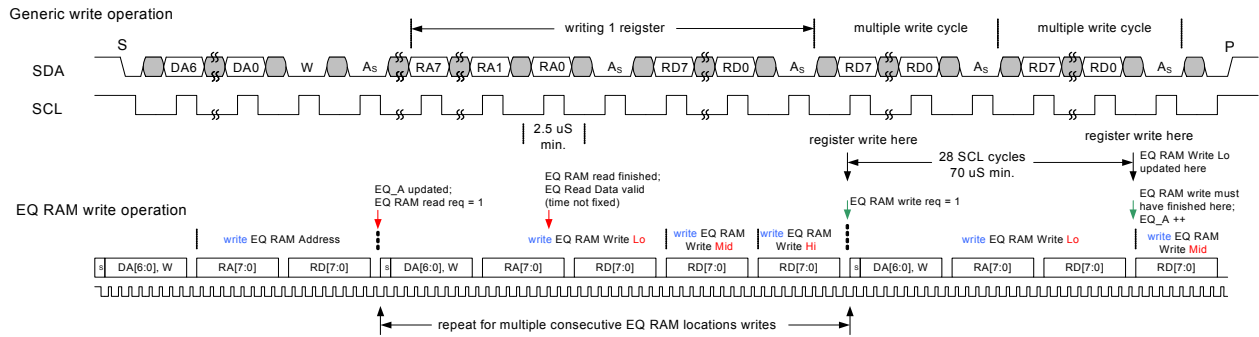 Generic write operation
writing 1 reigster
multiple write cycle
multiple write cycle
S
P
SDA
DA6
DA0
W
As
RA7
RA1
RA0
As
RD7
RD0
As
RD7
RD0
As
RD7
RD0
As
SCL
2.5 uS
min.
register write here
register write here
28 SCL cycles
70 uS min.
EQ RAM Write Lo
updated here
EQ_A updated;
EQ RAM read req = 1
EQ RAM read finished;
EQ Read Data valid
(time not fixed)
EQ RAM write req = 1
EQ RAM write must
have finished here;
EQ_A ++
EQ RAM write operation
write EQ RAM Address
write EQ RAM Write Lo
write EQ RAM
Write Mid
write EQ RAM
Write Hi
write EQ RAM Write Lo
write EQ RAM
Write Mid
s
DA[6:0], W
RA[7:0]
RD[7:0]
s
DA[6:0], W
RA[7:0]
RD[7:0]
RD[7:0]
RD[7:0]
s
DA[6:0], W
RA[7:0]
RD[7:0]
RD[7:0]
repeat for multiple consecutive EQ RAM locations writes